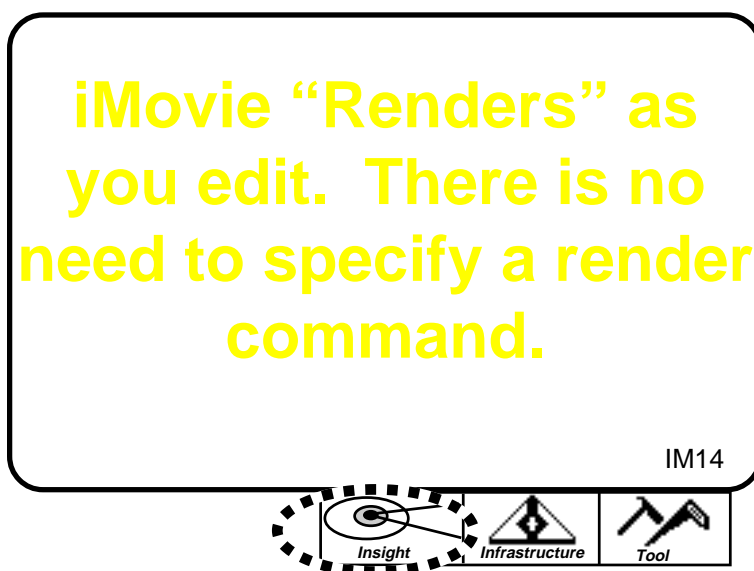 iMovie “Renders” as
you edit.  There is no
need to specify a render
command.
IM14
Insight
Infrastructure
Tool